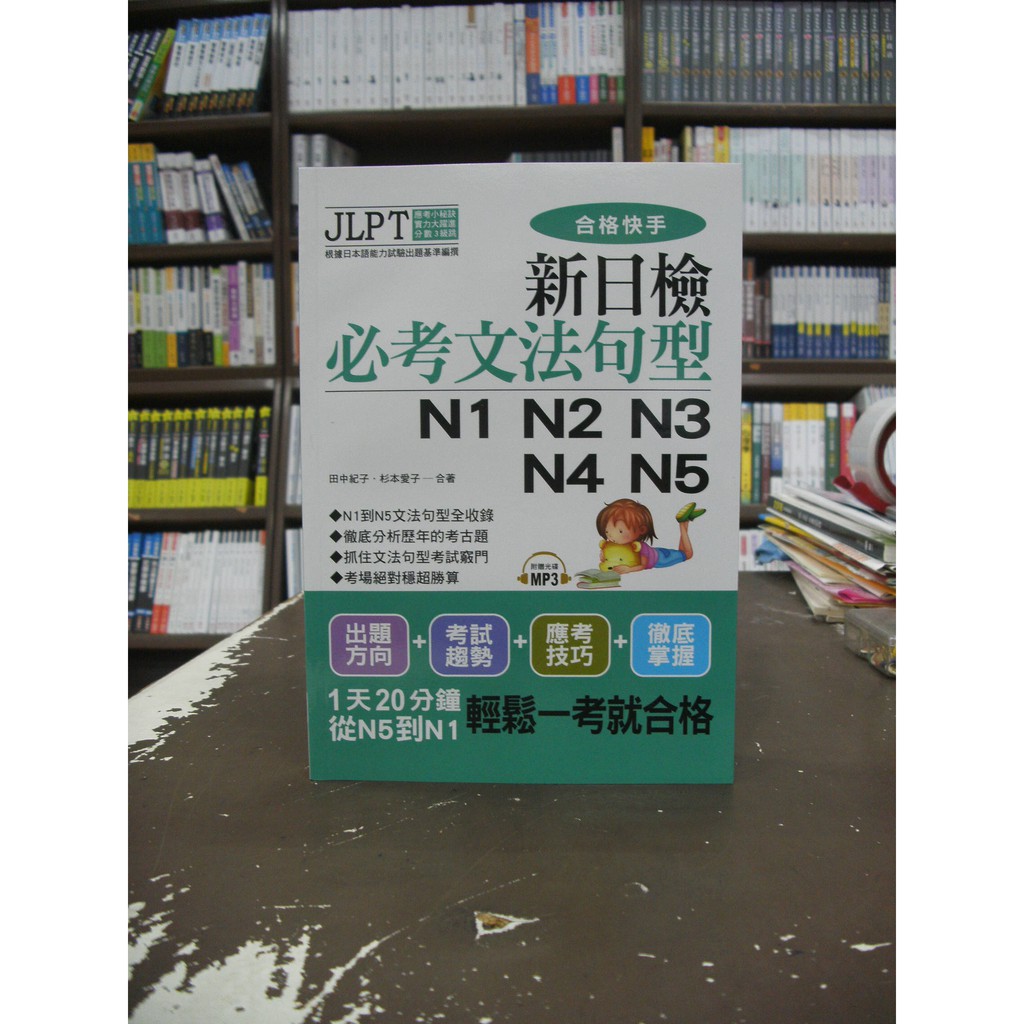 JLPT
應考小秘訣
實力大躍進
分數3級跳
根據日本語能力試驗出題基準編撰
合格快手
新日檢
必考文法句型
N1 N2 N3
N4 N5
田中紀子·杉本愛子—合著
◆N1到N5文法句型全收錄
◆徹底分析歷年的考古題
◆抓住文法句型考試竅門
◆考場絕對穩超勝算
附贈光碟
MP3
出題方向+考試趨勢+應考技巧+徹底掌握
1天20分鐘
從N5到N1
輕鬆一考就合格